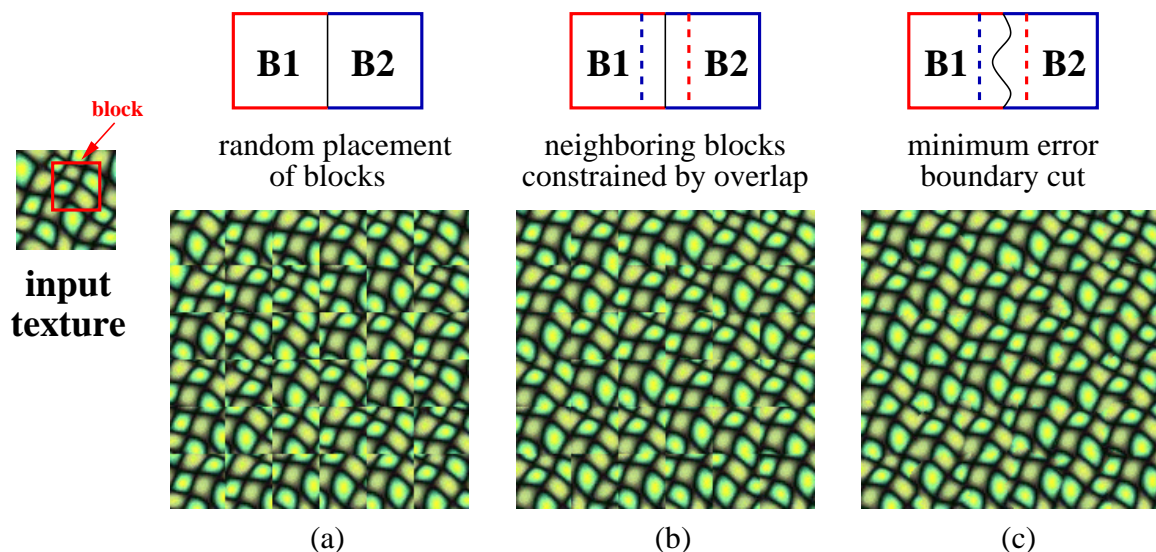 block
input
texture
B1 B2
random placement
of blocks
(a)
B1 B2
neighboring blocks
constrained by overlap
(b)
B1 B2
minimum error
boundary cut
(c)